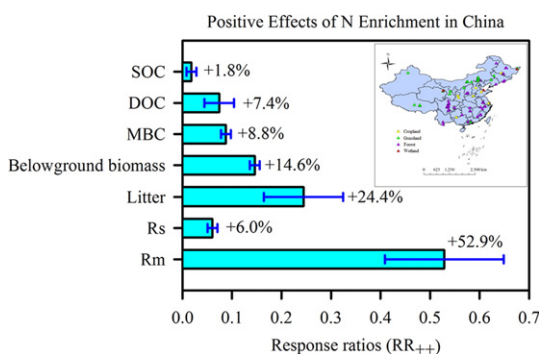 Positive Effects of N Enrichment in China
SOC
+1.8%
DOC
+7.4%
MBC
+8.8%
Belowground biomass
+14.6%
Litter
+24.4%
Rs
+6.0%
Rm
+52.9%
Cropland
Grassland
Forest
Wetland
0.0 0.1 0.2 0.3 0.4 0.5 0.6 0.7
Response ratios (RR++)